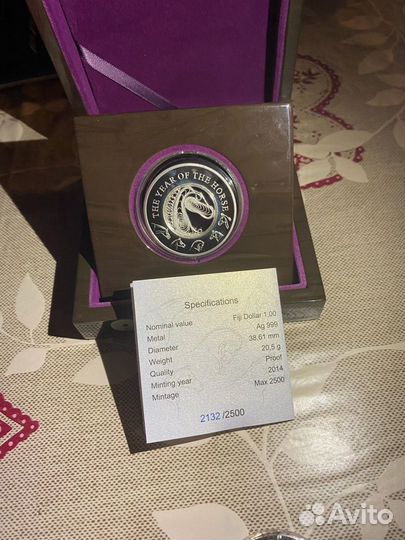 THE YEAR OF THE HORSE
Specifications
Nominal value Fiji Dollar 1,00
Metal Ag 999
Diameter 38,61 mm
Weight 20,5 g
Quality Proof
Minting year 2014
Mintage Max 2500
2132 /2500
Avito